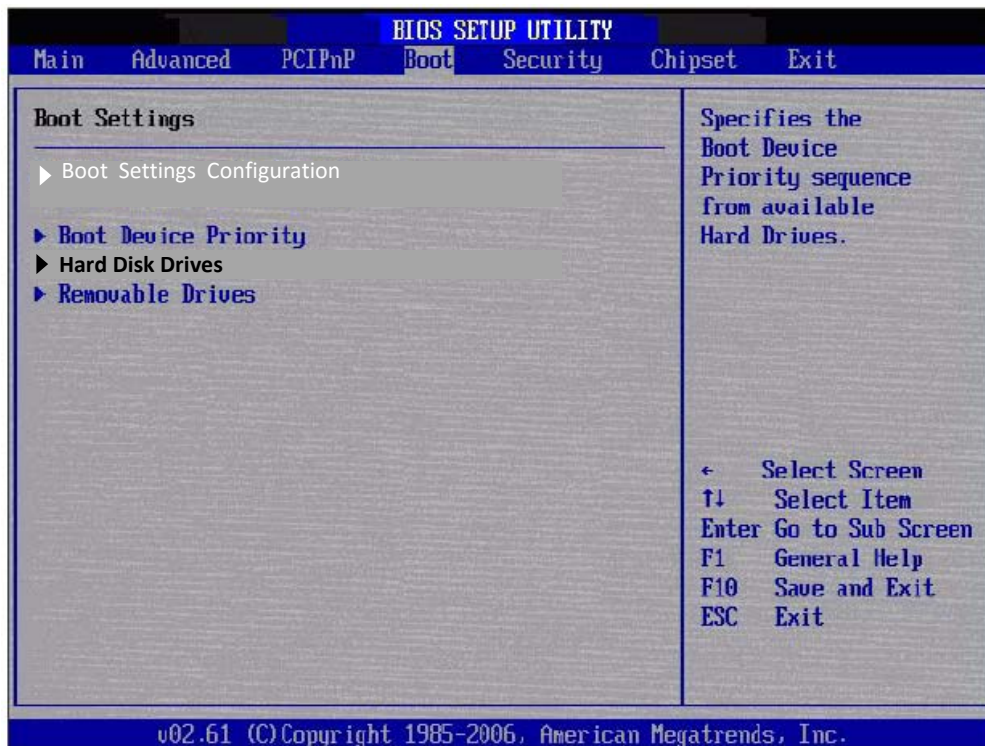 BIOS SETUP UTILITY
Main Advanced PCIPnP Boot Security Chipset Exit
Boot Settings
Boot Settings Configuration
Boot Device Priority
Hard Disk Drives
Removable Drives
Specifies the
Boot Device
Priority sequence
from available
Hard Drives.
← Select Screen
↑↓ Select Item
Enter Go to Sub Screen
F1 General Help
F10 Save and Exit
ESC Exit
v02.61 (C)Copyright 1985-2006, American Megatrends, Inc.